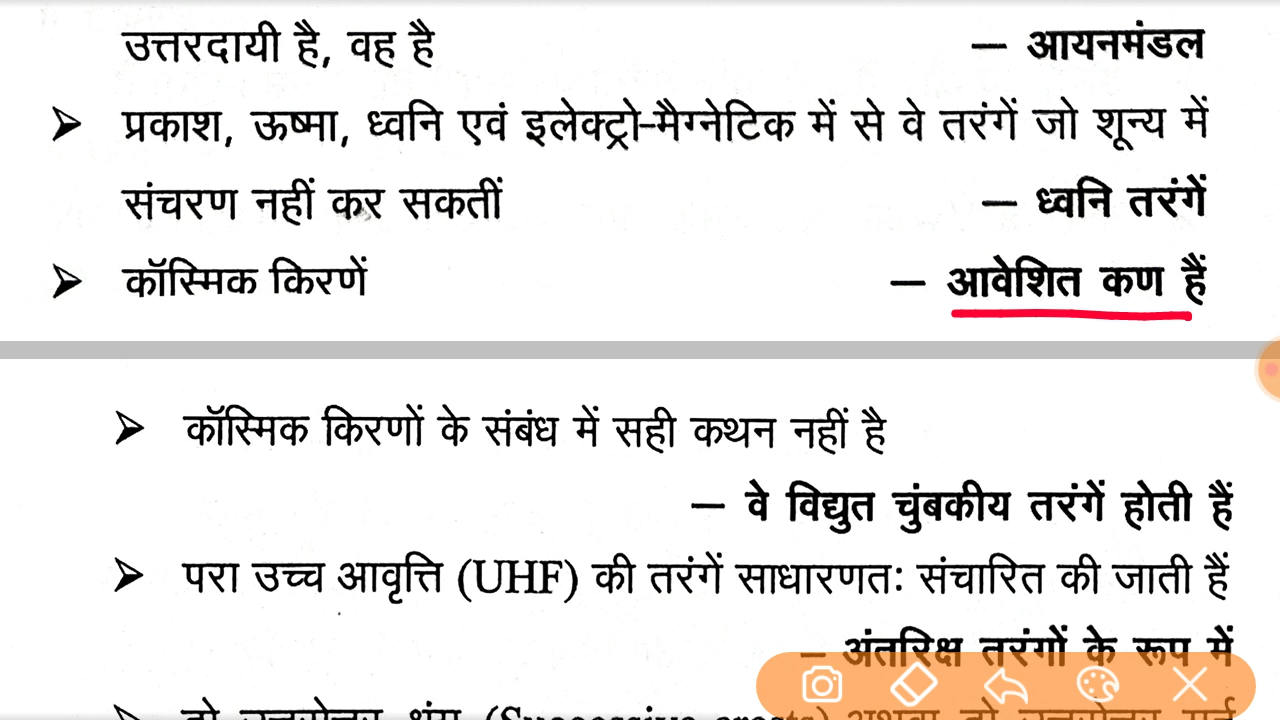 उत्तरदायी है, वह है — आयनमंडल
➤ प्रकाश, ऊष्मा, ध्वनि एवं इलेक्ट्रो-मैग्नेटिक में से वे तरंगें जो शून्य में
संचरण नहीं कर सकतीं — ध्वनि तरंगें
➤ कॉस्मिक किरणें — आवेशित कण हैं
➤ कॉस्मिक किरणों के संबंध में सही कथन नहीं है
— वे विद्युत चुंबकीय तरंगें होती हैं
➤ परा उच्च आवृत्ति (UHF) की तरंगें साधारणतः संचारित की जाती हैं
— अंतरिक्ष तरंगों के रूप में